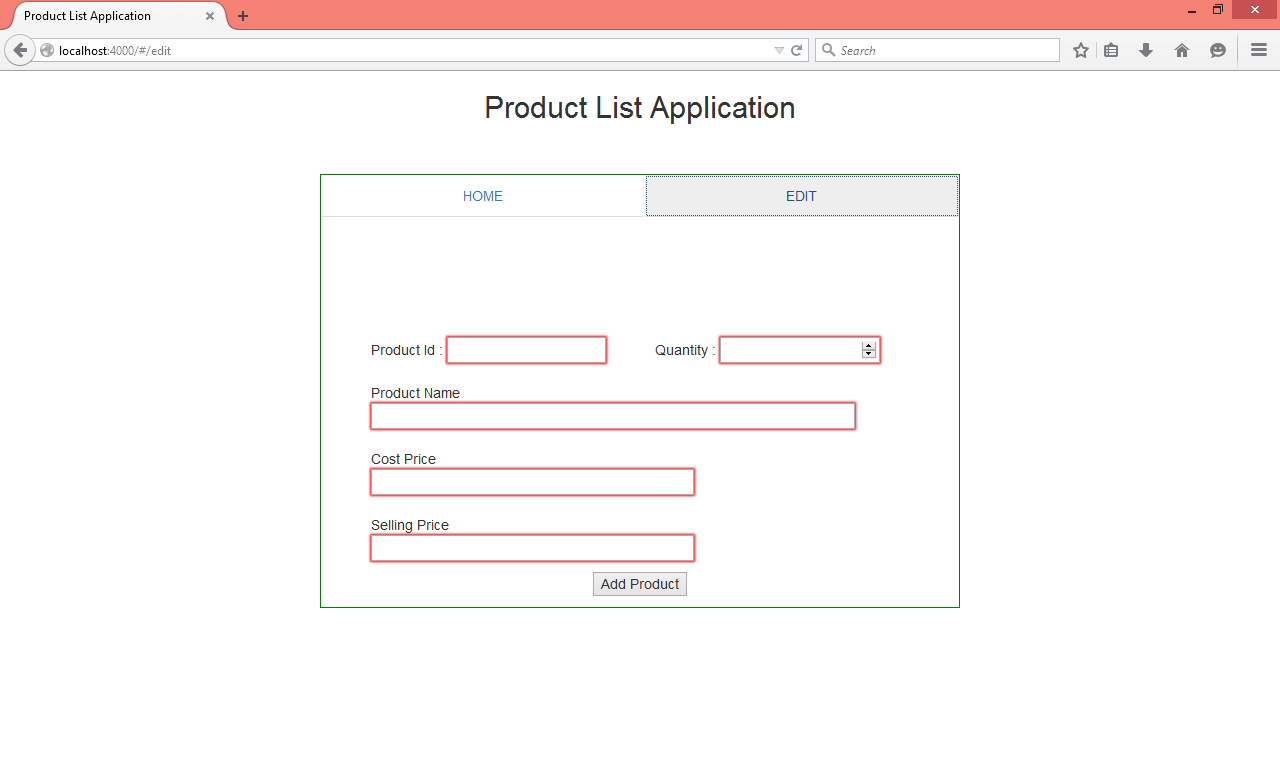 Product List Application
localhost:4000/#/edit
Search
Product List Application
HOME
EDIT
Product Id :
Quantity :
Product Name
Cost Price
Selling Price
Add Product